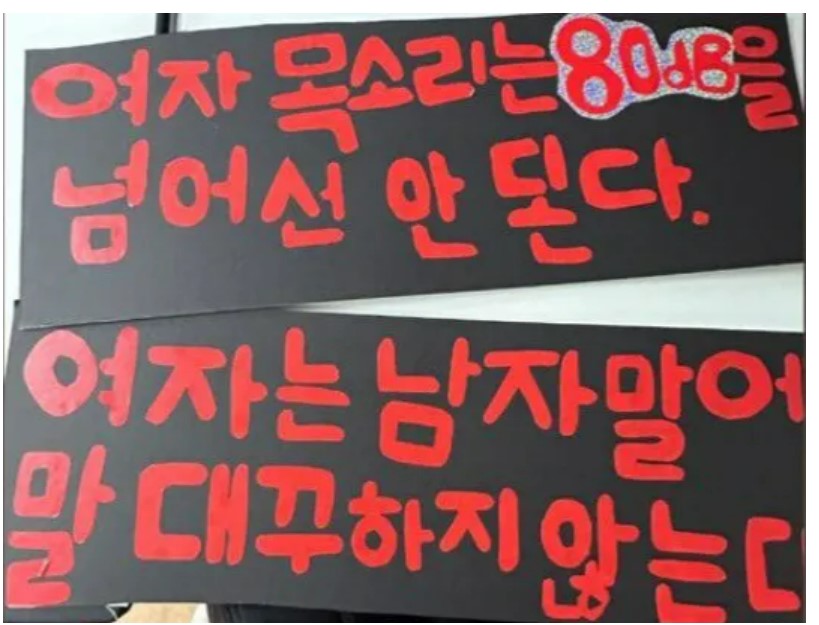 여자 목소리는 80dB을
넘어선 안 된다.
여자는 남자말어
말 대꾸하지 않는다